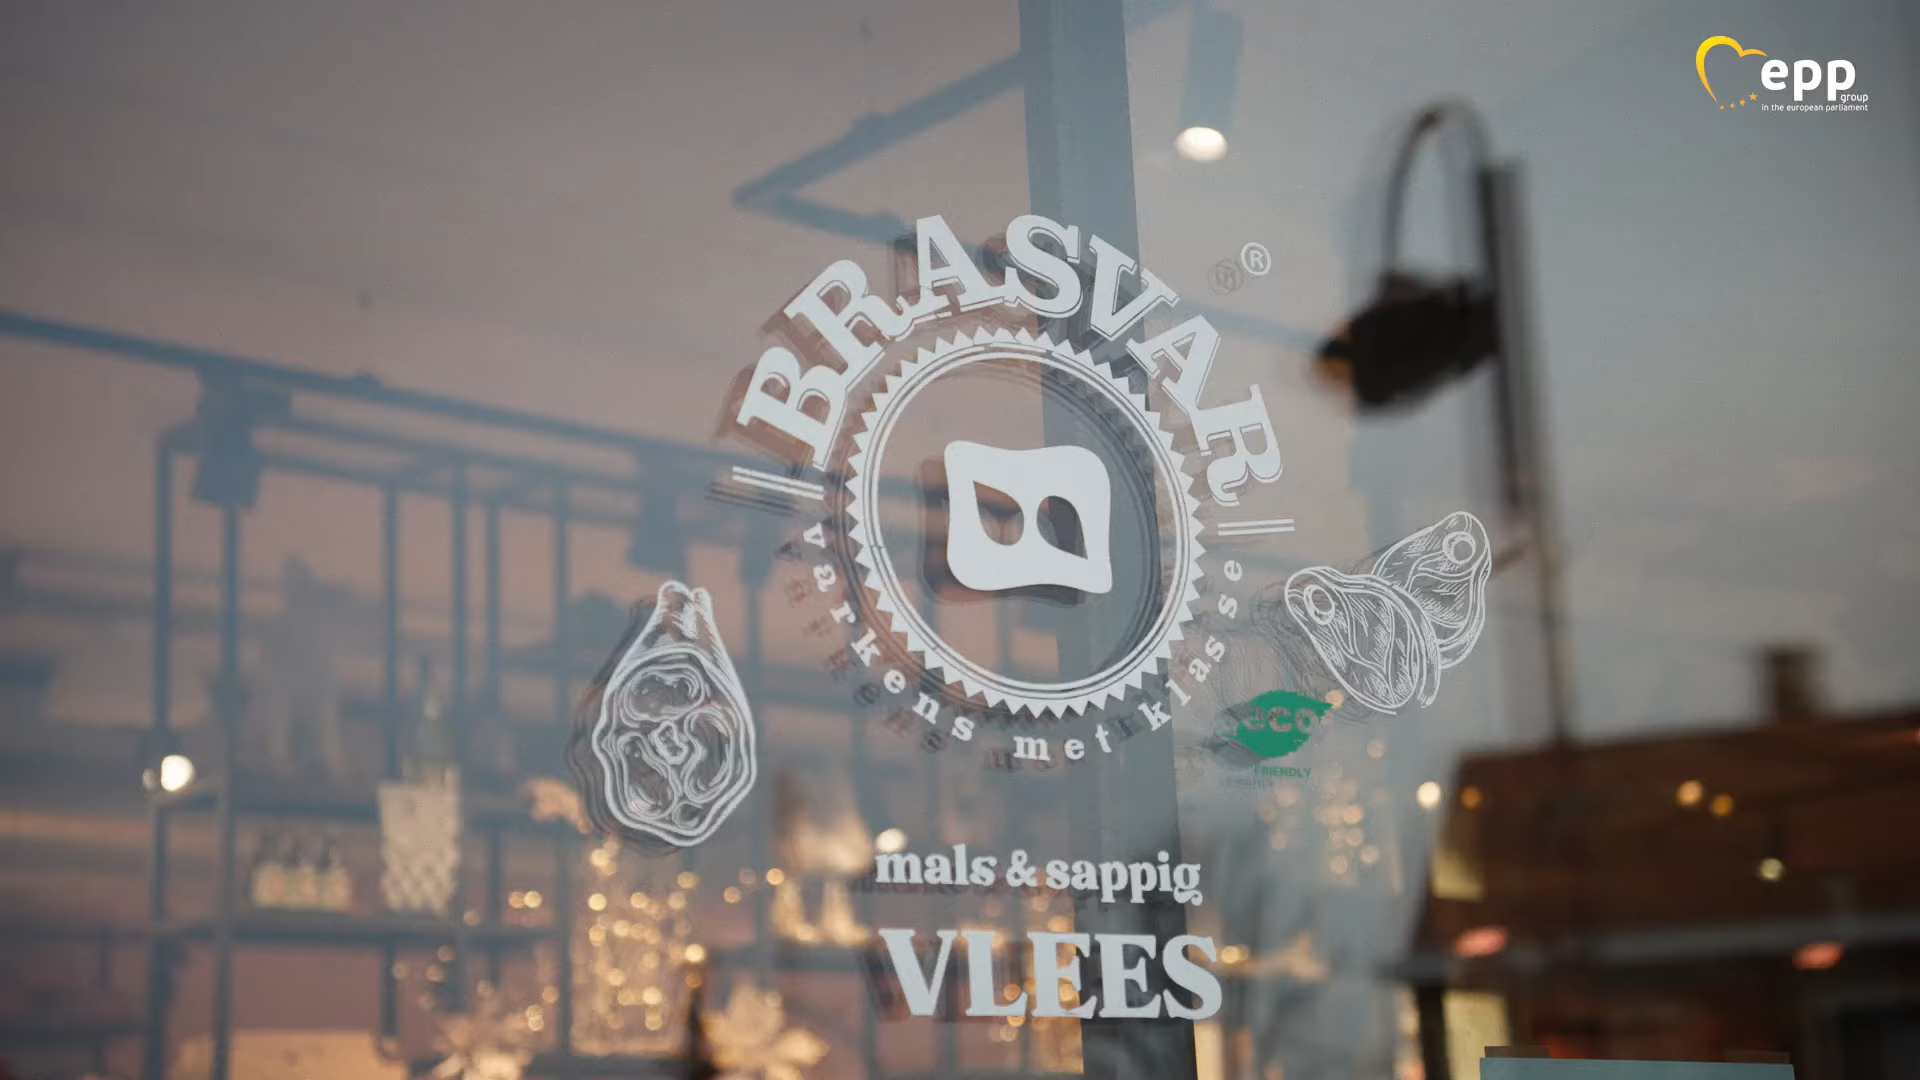 epp
group
in the european parliament
BRASVAR ®
varkens met klasse
eco
FRIENDLY
mals & sappig
VLEES